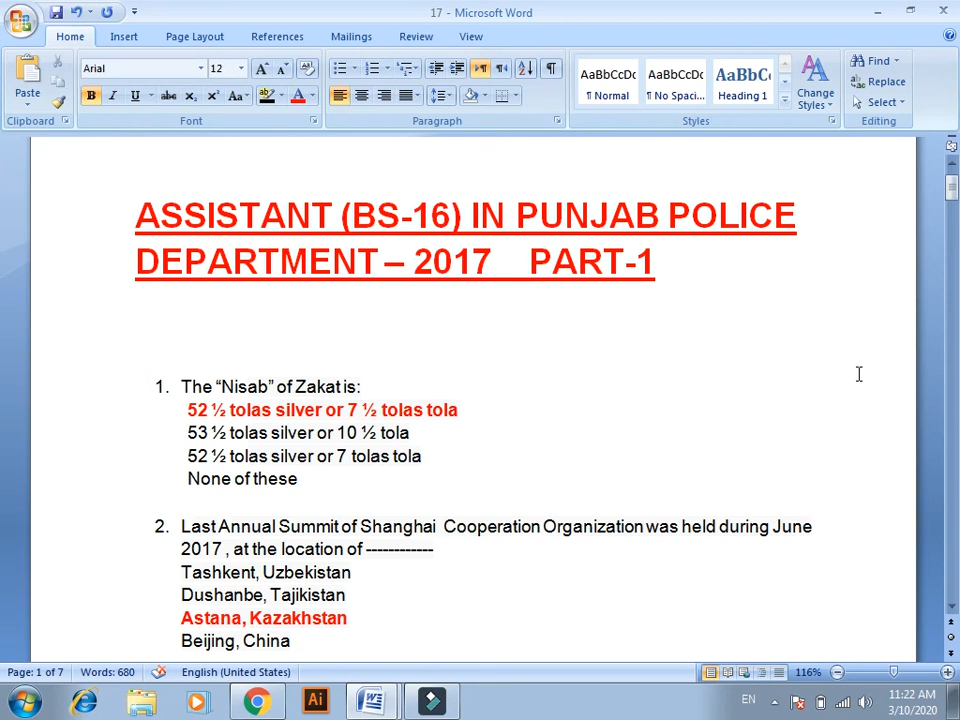 17 - Microsoft Word
Home Insert Page Layout References Mailings Review View
Paste
Clipboard
Arial 12
B I U abc x₂ x² Aa A
Font
Paragraph
AaBbCcDc AaBbCcDc AaBbC
¶ Normal ¶ No Spaci... Heading 1
Change Styles
Styles
Find
Replace
Select
Editing
ASSISTANT (BS-16) IN PUNJAB POLICE
DEPARTMENT – 2017 PART-1
1. The “Nisab” of Zakat is:
52 ½ tolas silver or 7 ½ tolas tola
53 ½ tolas silver or 10 ½ tola
52 ½ tolas silver or 7 tolas tola
None of these
2. Last Annual Summit of Shanghai Cooperation Organization was held during June
2017 , at the location of ------------
Tashkent, Uzbekistan
Dushanbe, Tajikistan
Astana, Kazakhstan
Beijing, China
Page: 1 of 7 Words: 680 English (United States) 116%
Ai W EN 11:22 AM
3/10/2020